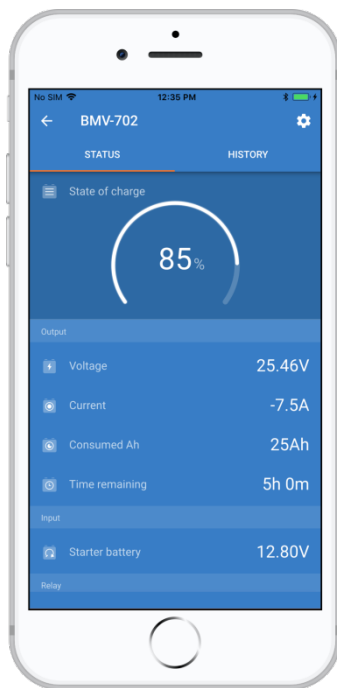 No SIM 12:35 PM
BMV-702
STATUS HISTORY
State of charge
85%
Output
Voltage 25.46V
Current -7.5A
Consumed Ah 25Ah
Time remaining 5h 0m
Input
Starter battery 12.80V
Relay